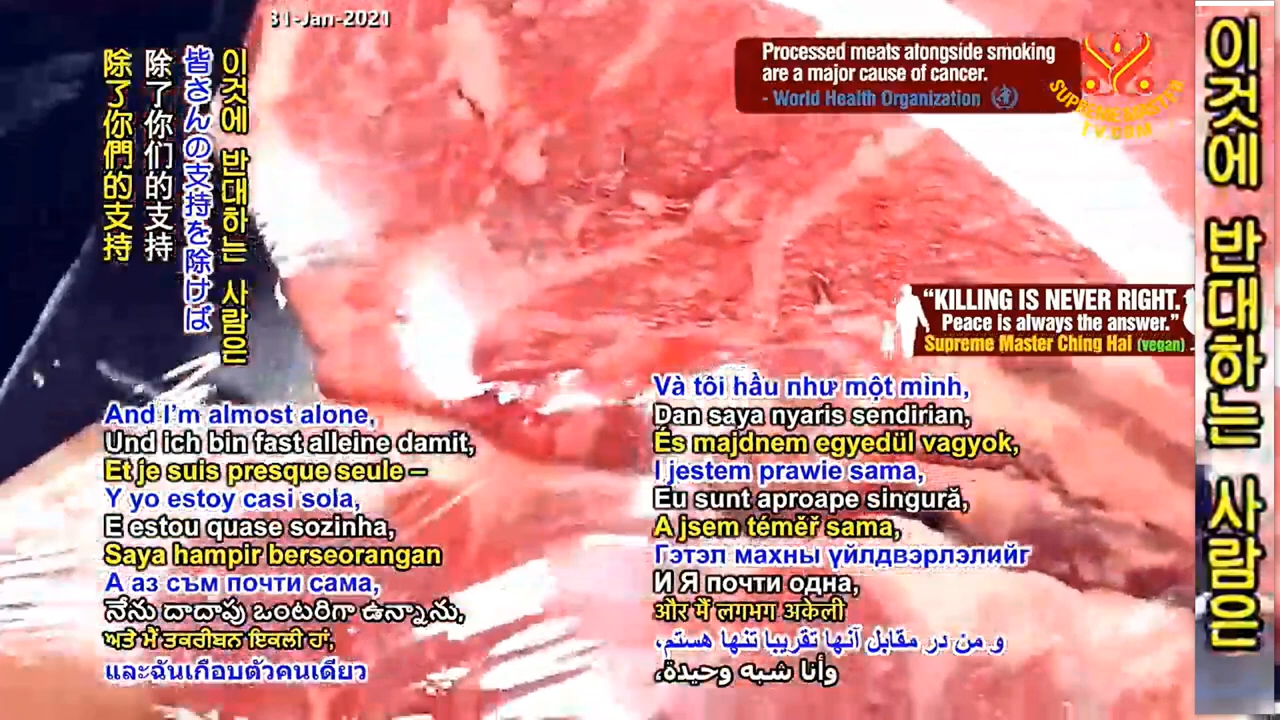 31-Jan-2021
이것에 반대하는 사람은
皆さんの支持を除けば
除了你们的支持
除了你們的支持
Processed meats alongside smoking
are a major cause of cancer.
- World Health Organization
SUPREME MASTER
TV.COM
"KILLING IS NEVER RIGHT.
Peace is always the answer."
Supreme Master Ching Hai (vegan)
And I'm almost alone,
Und ich bin fast alleine damit,
Et je suis presque seule –
Y yo estoy casi sola,
E estou quase sozinha,
Saya hampir berseorangan
А аз съм почти сама,
నేను దాదాపు ఒంటరిగా ఉన్నాను,
ਅਤੇ ਮੈਂ ਤਕਰੀਬਨ ਇਕਲੀ ਹਾਂ,
และฉันเกือบตัวคนเดียว
Và tôi hầu như một mình,
Dan saya nyaris sendirian,
És majdnem egyedül vagyok,
I jestem prawie sama,
Eu sunt aproape singură,
A jsem téměř sama,
Гэтэл махны үйлдвэрлэлийг
И Я почти одна,
और मैं लगभग अकेली
و من در مقابل آنها تقریبا تنها هستم،
وأنا شبه وحيدة،
이것에 반대하는 사람은